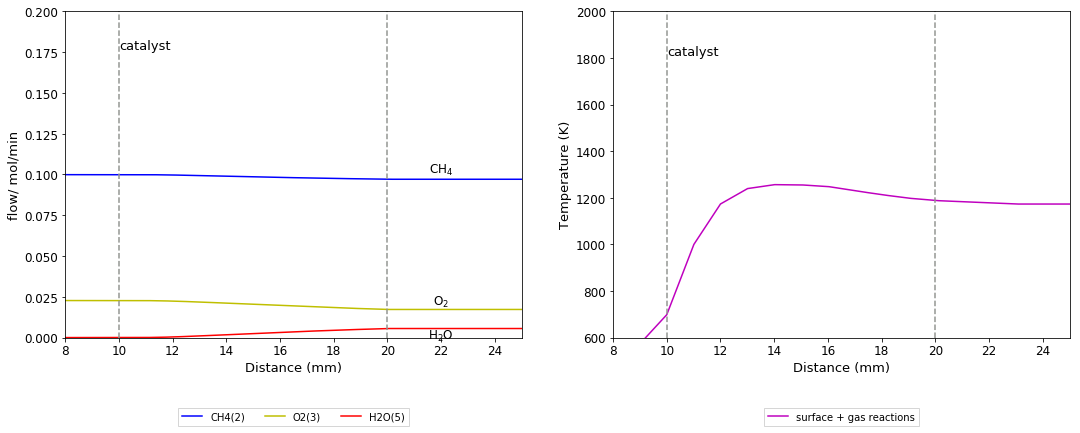 0.200
0.175
0.150
0.125
0.100
0.075
0.050
0.025
0.000
flow/ mol/min
catalyst
CH₄
O₂
H₂O
8 10 12 14 16 18 20 22 24
Distance (mm)
CH4(2) O2(3) H2O(5)
2000
1800
1600
1400
1200
1000
800
600
Temperature (K)
catalyst
8 10 12 14 16 18 20 22 24
Distance (mm)
surface + gas reactions